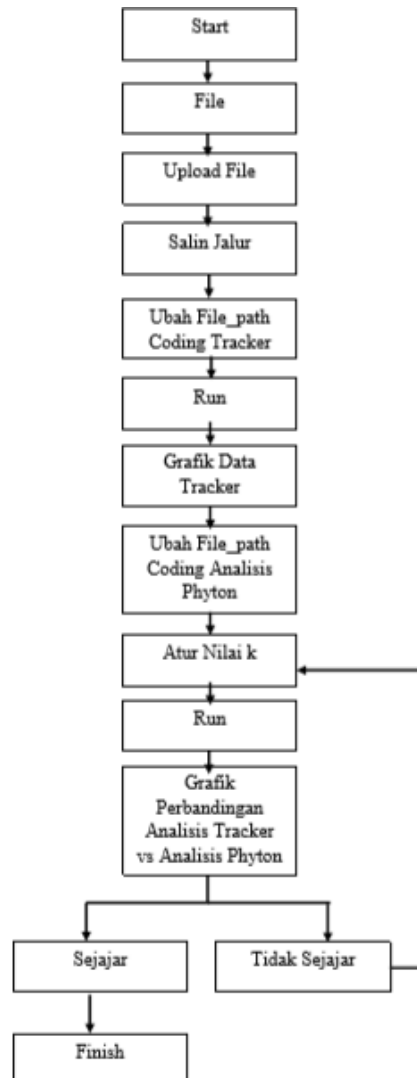 Start
File
Upload File
Salin Jalur
Ubah File_path
Coding Tracker
Run
Grafik Data
Tracker
Ubah File_path
Coding Analisis
Phyton
Atur Nilai k
Run
Grafik
Perbandingan
Analisis Tracker
vs Analisis Phyton
Sejajar
Tidak Sejajar
Finish